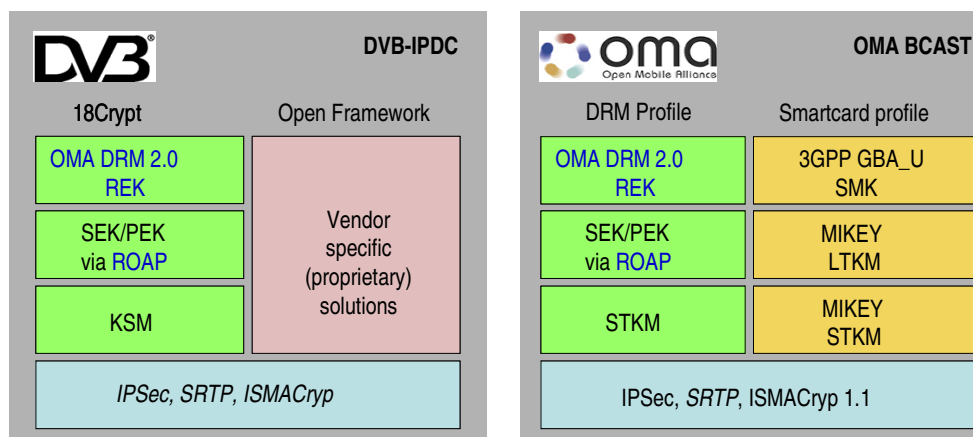 DVB
DVB-IPDC
18Crypt
Open Framework
OMA DRM 2.0
REK
SEK/PEK
via ROAP
KSM
Vendor
specific
(proprietary)
solutions
IPSec, SRTP, ISMACryp
oma
Open Mobile Alliance
OMA BCAST
DRM Profile
Smartcard profile
OMA DRM 2.0
REK
3GPP GBA_U
SMK
SEK/PEK
via ROAP
MIKEY
LTKM
STKM
MIKEY
STKM
IPSec, SRTP, ISMACryp 1.1